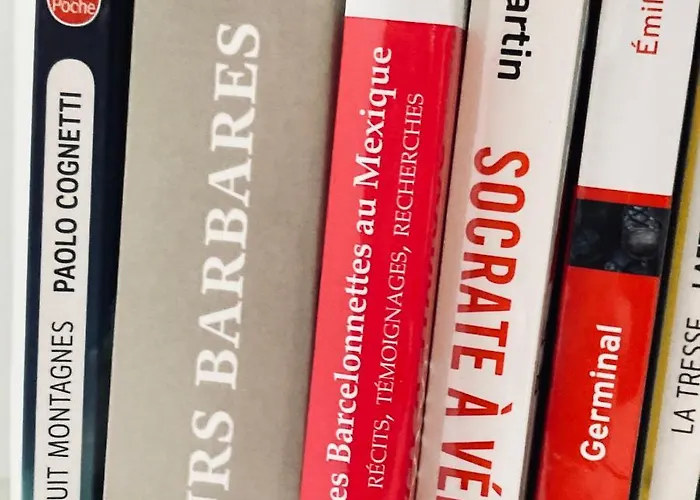 Poche
UIT MONTAGNES PAOLO COGNETTI
URS BARBARES
es Barcelonnettes au Mexique
RÉCITS, TÉMOIGNAGES, RECHERCHES
artin
SOCRATE À VÉ
Émil
Germinal
LA TRESSE